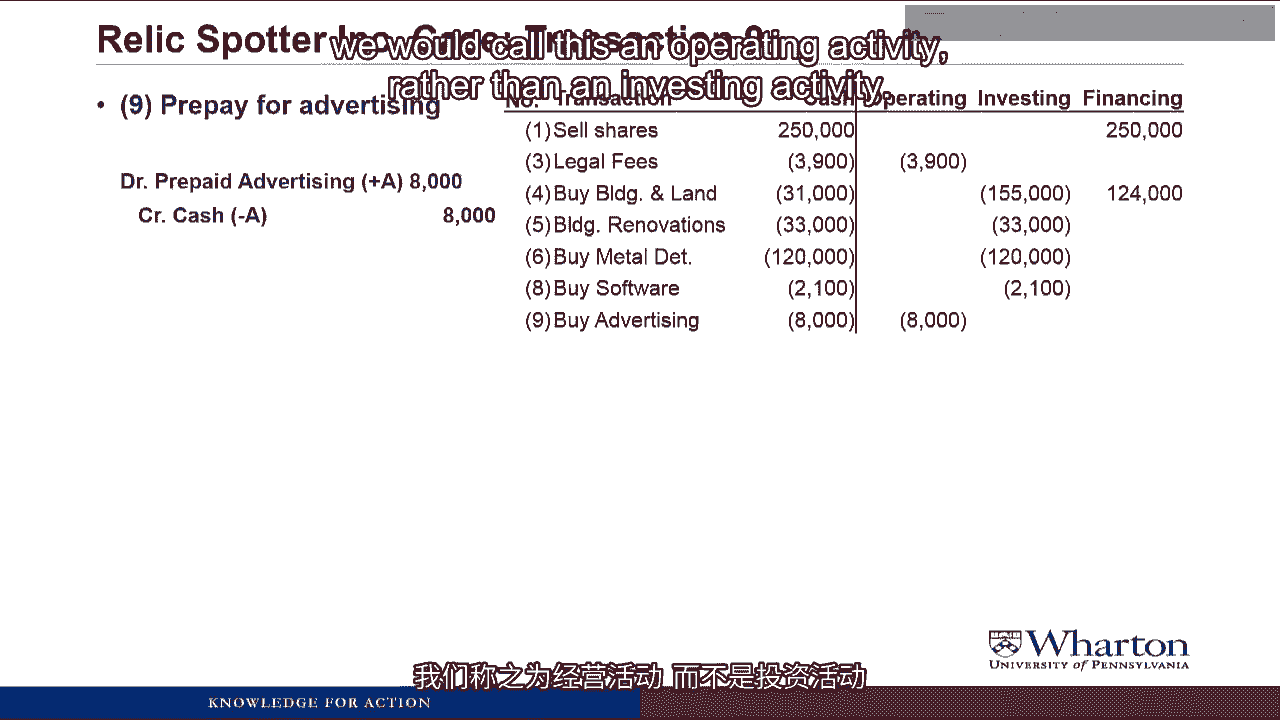 Relic Spotter Inc. Case: Transaction 9
we would call this an operating activity,
rather than an investing activity.
• (9) Prepay for advertising
Dr. Prepaid Advertising (+A) 8,000
Cr. Cash (-A) 8,000
No. Transaction Cash Operating Investing Financing
(1) Sell shares 250,000 250,000
(3) Legal Fees (3,900) (3,900)
(4) Buy Bldg. & Land (31,000) (155,000) 124,000
(5) Bldg. Renovations (33,000) (33,000)
(6) Buy Metal Det. (120,000) (120,000)
(8) Buy Software (2,100) (2,100)
(9) Buy Advertising (8,000) (8,000)
Wharton
UNIVERSITY of PENNSYLVANIA
我们称之为经营活动 而不是投资活动
KNOWLEDGE FOR ACTION